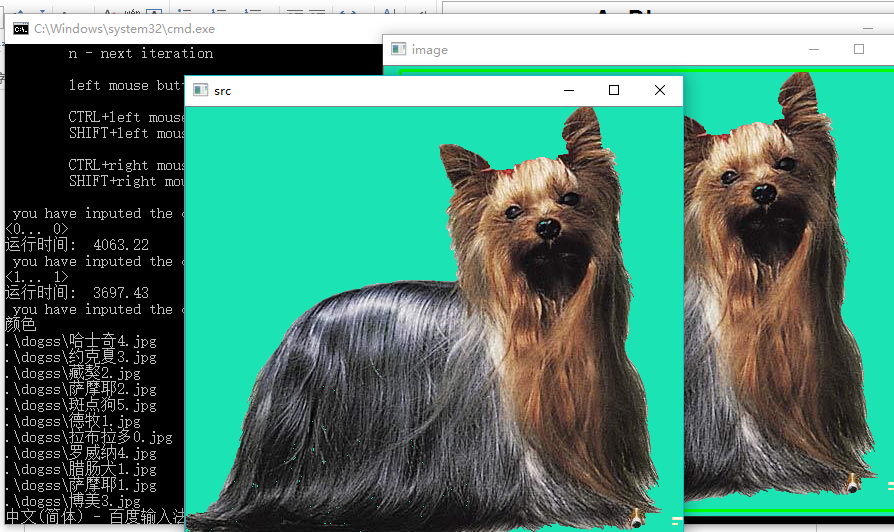 C:\Windows\system32\cmd.exe
image
src
n - next iteration
left mouse
CTRL+left mouse
SHIFT+left
CTRL+right
SHIFT+right
you have inputed the
<0... 0>
运行时间: 4063.22
you have inputed the
<1... 1>
运行时间: 3697.43
you have inputed the
颜色
.\dogss\哈士奇4.jpg
.\dogss\约克夏3.jpg
.\dogss\藏獒2.jpg
.\dogss\萨摩耶2.jpg
.\dogss\斑点狗5.jpg
.\dogss\德牧1.jpg
.\dogss\拉布拉多0.jpg
.\dogss\罗威纳4.jpg
.\dogss\腊肠犬1.jpg
.\dogss\萨摩耶1.jpg
.\dogss\博美3.jpg
中文(简体) - 百度输入法